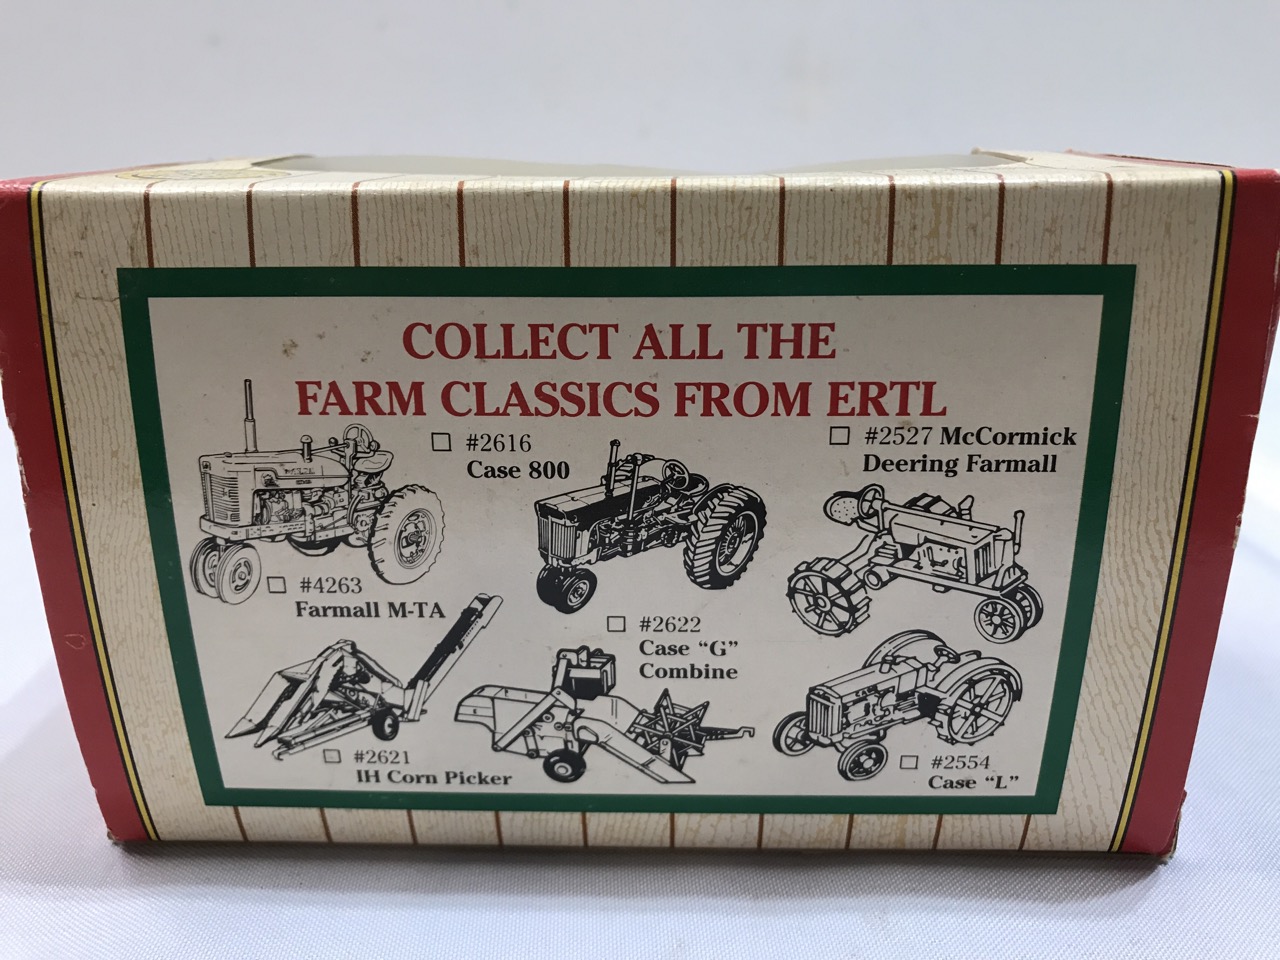 COLLECT ALL THE
FARM CLASSICS FROM ERTL
☐ #2616
Case 800
☐ #2527 McCormick
Deering Farmall
☐ #4263
Farmall M-TA
☐ #2622
Case "G"
Combine
☐ #2621
IH Corn Picker
☐ #2554
Case "L"